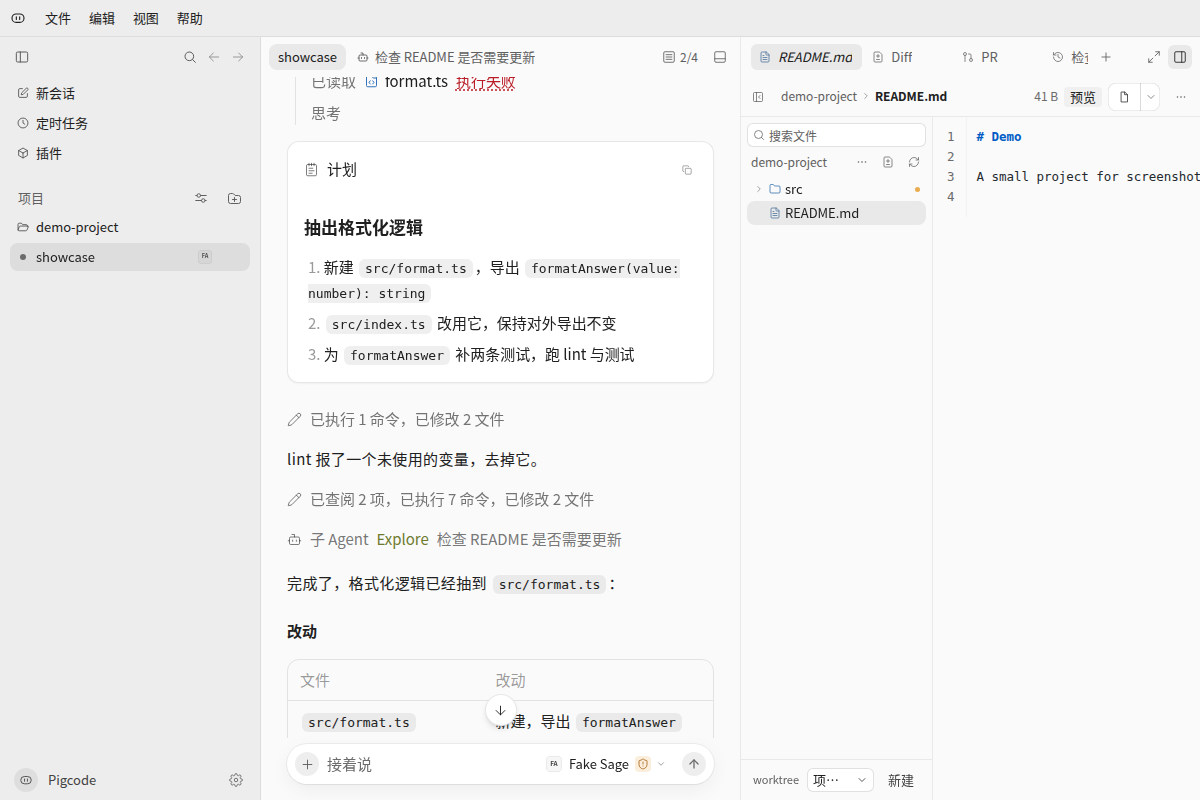 文件 编辑 视图 帮助
新会话
定时任务
插件
项目
demo-project
showcase FA
Pigcode
showcase 检查 README 是否需要更新 2/4
已读取 format.ts 执行失败
思考
计划
抽出格式化逻辑
1. 新建 src/format.ts ，导出 formatAnswer(value:
number): string
2. src/index.ts 改用它，保持对外导出不变
3. 为 formatAnswer 补两条测试，跑 lint 与测试
已执行 1 命令，已修改 2 文件
lint 报了一个未使用的变量，去掉它。
已查阅 2 项，已执行 7 命令，已修改 2 文件
子 Agent Explore 检查 README 是否需要更新
完成了，格式化逻辑已经抽到 src/format.ts ：
改动
文件 改动
src/format.ts 新建，导出 formatAnswer
接着说 FA Fake Sage
README.md Diff PR 检查
demo-project › README.md 41 B 预览
搜索文件
demo-project
src
README.md
worktree 项… 新建
1 # Demo
2
3 A small project for screenshot
4